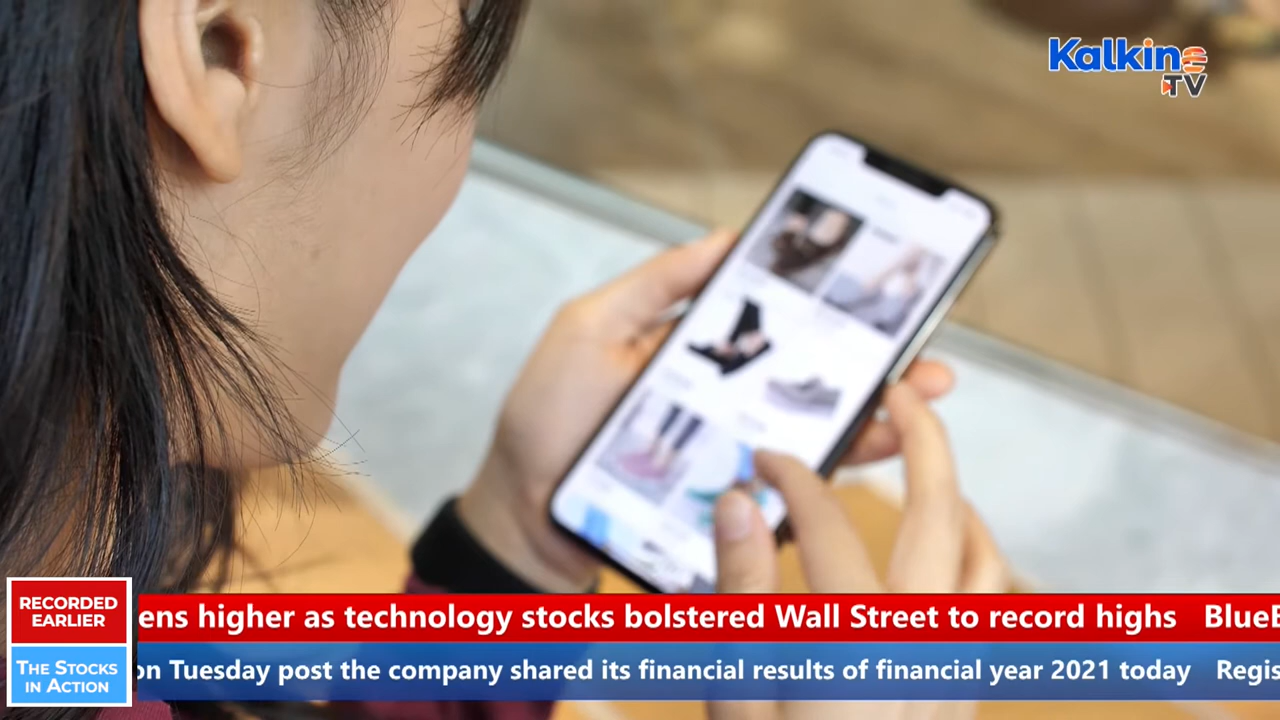 Kalkine
TV
RECORDED
EARLIER
ens higher as technology stocks bolstered Wall Street to record highs BlueB
THE STOCKS
IN ACTION
on Tuesday post the company shared its financial results of financial year 2021 today Regis